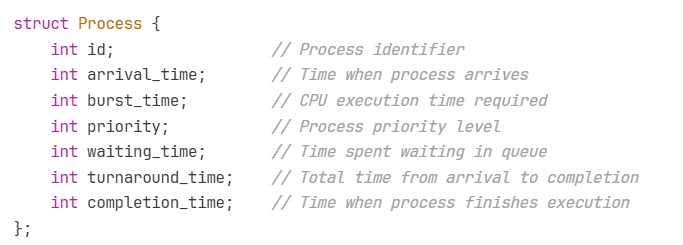 struct Process {
    int id;                 // Process identifier
    int arrival_time;       // Time when process arrives
    int burst_time;         // CPU execution time required
    int priority;           // Process priority level
    int waiting_time;       // Time spent waiting in queue
    int turnaround_time;    // Total time from arrival to completion
    int completion_time;    // Time when process finishes execution
};